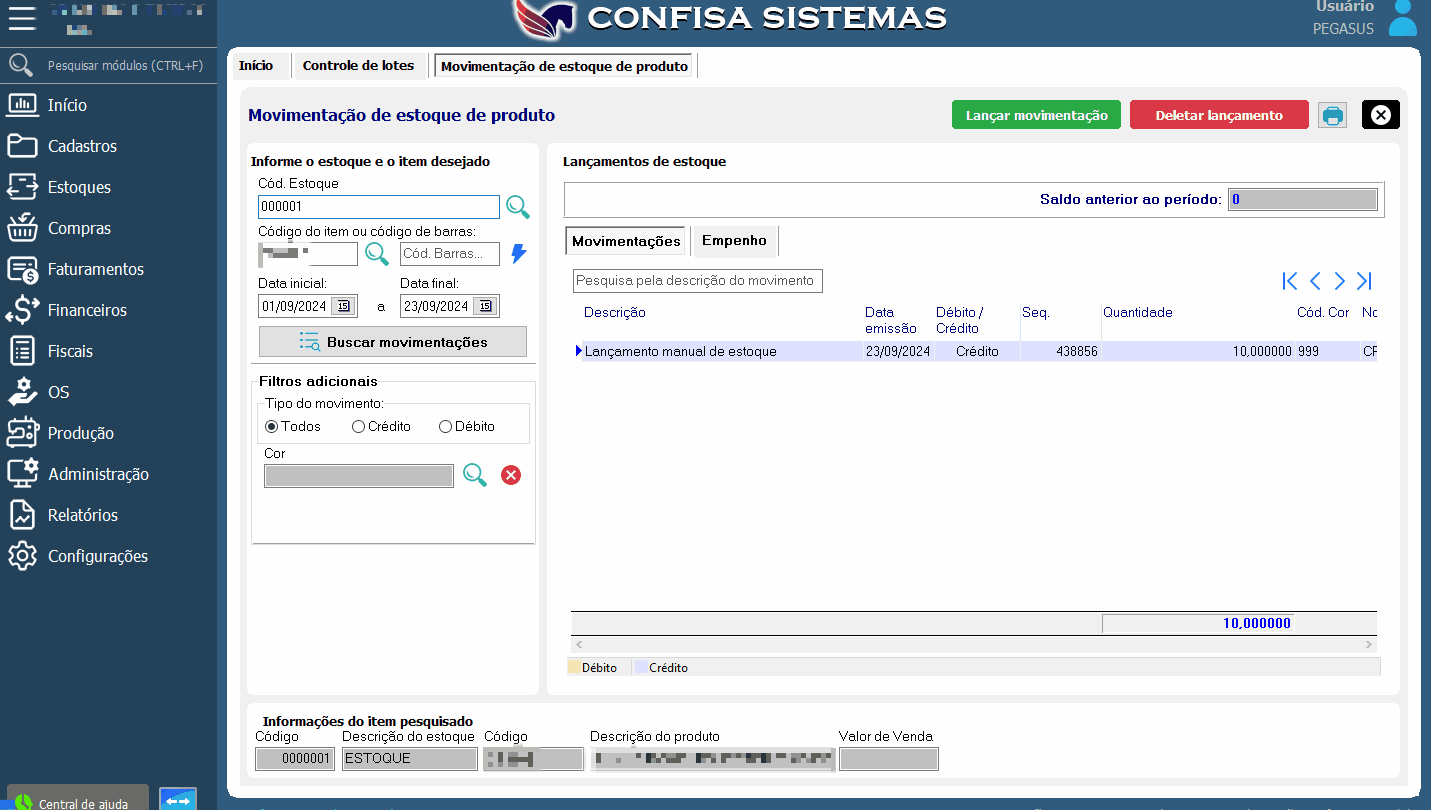 CONFISA SISTEMAS
Usuário
PEGASUS
Pesquisar módulos (CTRL+F)
Início
Cadastros
Estoques
Compras
Faturamentos
Financeiros
Fiscais
OS
Produção
Administração
Relatórios
Configurações
Central de ajuda
Início
Controle de lotes
Movimentação de estoque de produto
Movimentação de estoque de produto
Lançar movimentação
Deletar lançamento
Informe o estoque e o item desejado
Cód. Estoque
000001
Código do item ou código de barras:
Cód. Barras...
Data inicial:
Data final:
01/09/2024
15
a
23/09/2024
15
Buscar movimentações
Filtros adicionais
Tipo do movimento:
Todos
Crédito
Débito
Cor
Lançamentos de estoque
Saldo anterior ao período:
0
Movimentações
Empenho
Pesquisa pela descrição do movimento
Descrição
Data emissão
Débito / Crédito
Seq.
Quantidade
Cód. Cor
Lançamento manual de estoque
23/09/2024
Crédito
438856
10,000000
999
10,000000
Débito
Crédito
Informações do item pesquisado
Código
Descrição do estoque
Código
Descrição do produto
Valor de Venda
0000001
ESTOQUE